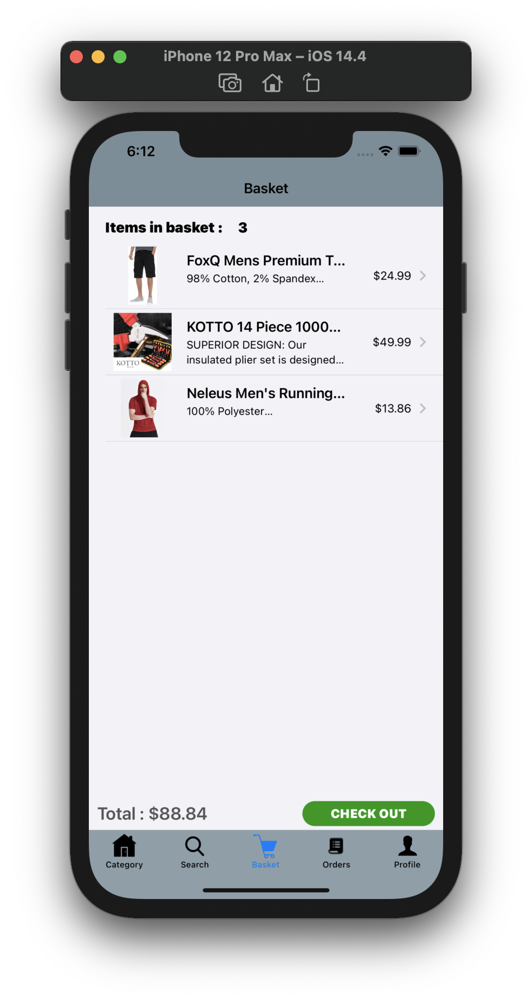 iPhone 12 Pro Max – iOS 14.4
6:12
Basket
Items in basket : 3
FoxQ Mens Premium T...
98% Cotton, 2% Spandex...
$24.99
KOTTO
KOTTO 14 Piece 1000...
SUPERIOR DESIGN: Our
insulated plier set is designed...
$49.99
Neleus Men's Running...
100% Polyester...
$13.86
Total : $88.84
CHECK OUT
Category
Search
Basket
Orders
Profile